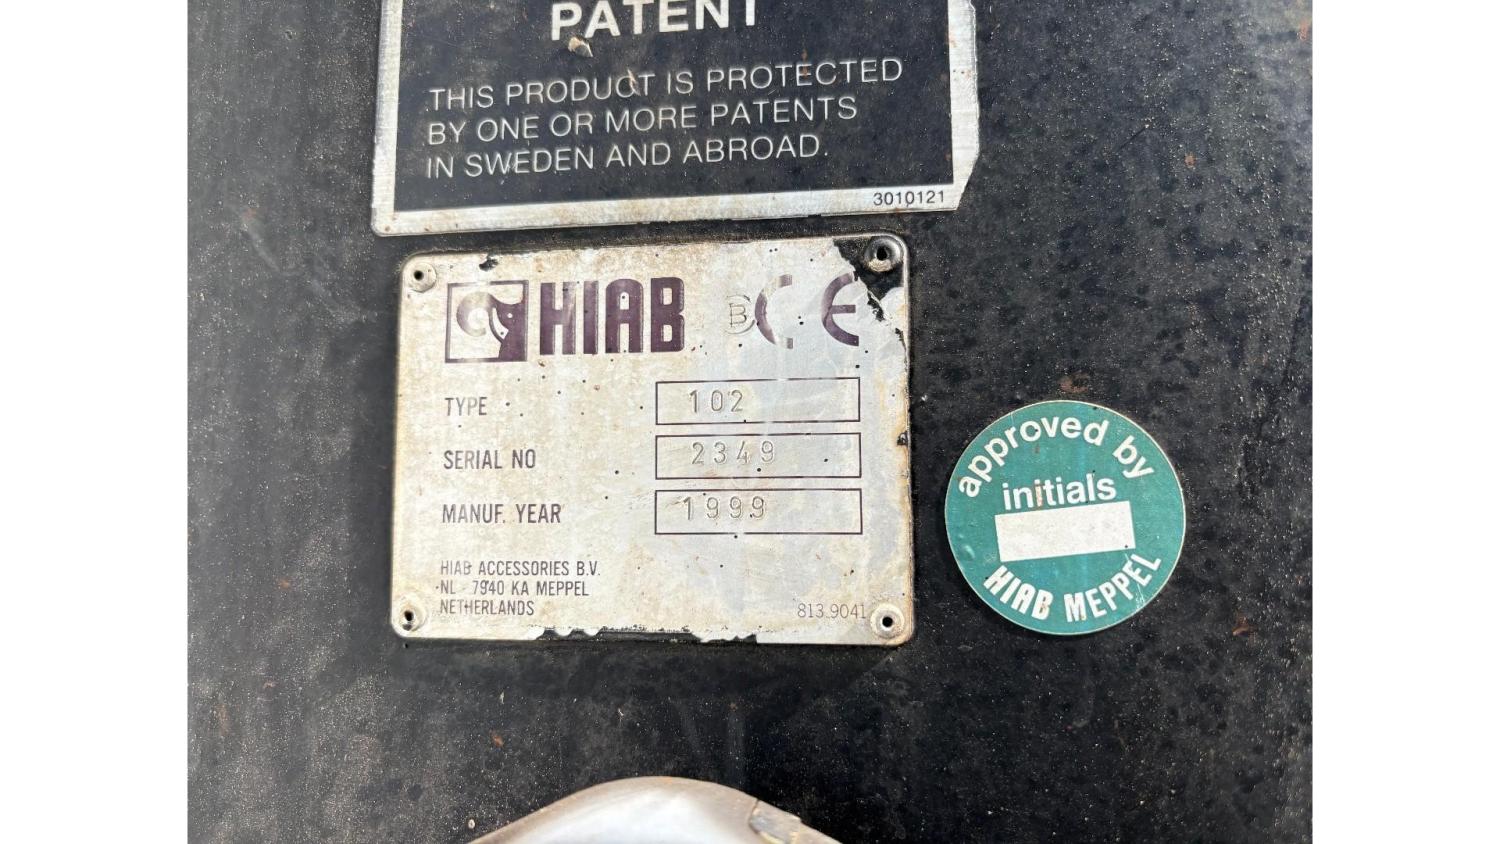 PATENT
THIS PRODUCT IS PROTECTED
BY ONE OR MORE PATENTS
IN SWEDEN AND ABROAD.
3010121
HIAB B CE
TYPE 102
SERIAL NO 2349
MANUF. YEAR 1999
HIAB ACCESSORIES B.V.
NL - 7940 KA MEPPEL
NETHERLANDS
813.9041
approved by
initials
HIAB MEPPEL